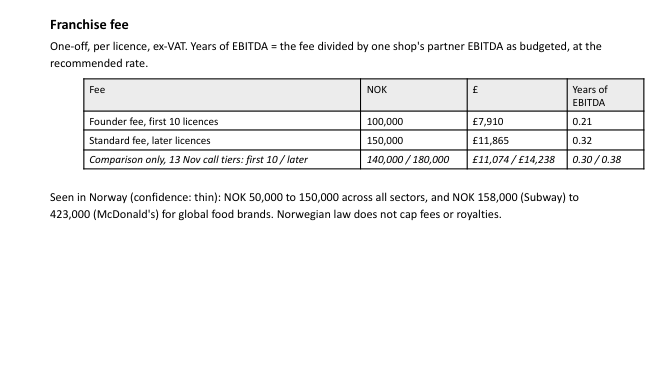 Franchise fee
One-off, per licence, ex-VAT. Years of EBITDA = the fee divided by one shop's partner EBITDA as budgeted, at the
recommended rate.
Fee NOK £ Years of
EBITDA
Founder fee, first 10 licences 100,000 £7,910 0.21
Standard fee, later licences 150,000 £11,865 0.32
Comparison only, 13 Nov call tiers: first 10 / later 140,000 / 180,000 £11,074 / £14,238 0.30 / 0.38
Seen in Norway (confidence: thin): NOK 50,000 to 150,000 across all sectors, and NOK 158,000 (Subway) to
423,000 (McDonald's) for global food brands. Norwegian law does not cap fees or royalties.